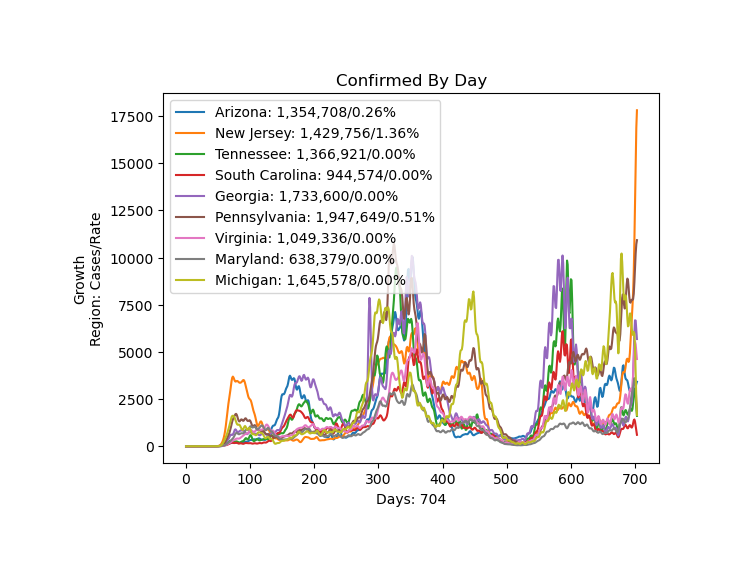 Confirmed By Day
Arizona: 1,354,708/0.26%
New Jersey: 1,429,756/1.36%
Tennessee: 1,366,921/0.00%
South Carolina: 944,574/0.00%
Georgia: 1,733,600/0.00%
Pennsylvania: 1,947,649/0.51%
Virginia: 1,049,336/0.00%
Maryland: 638,379/0.00%
Michigan: 1,645,578/0.00%
17500
15000
12500
10000
7500
5000
2500
0
Growth
Region: Cases/Rate
0 100 200 300 400 500 600 700
Days: 704